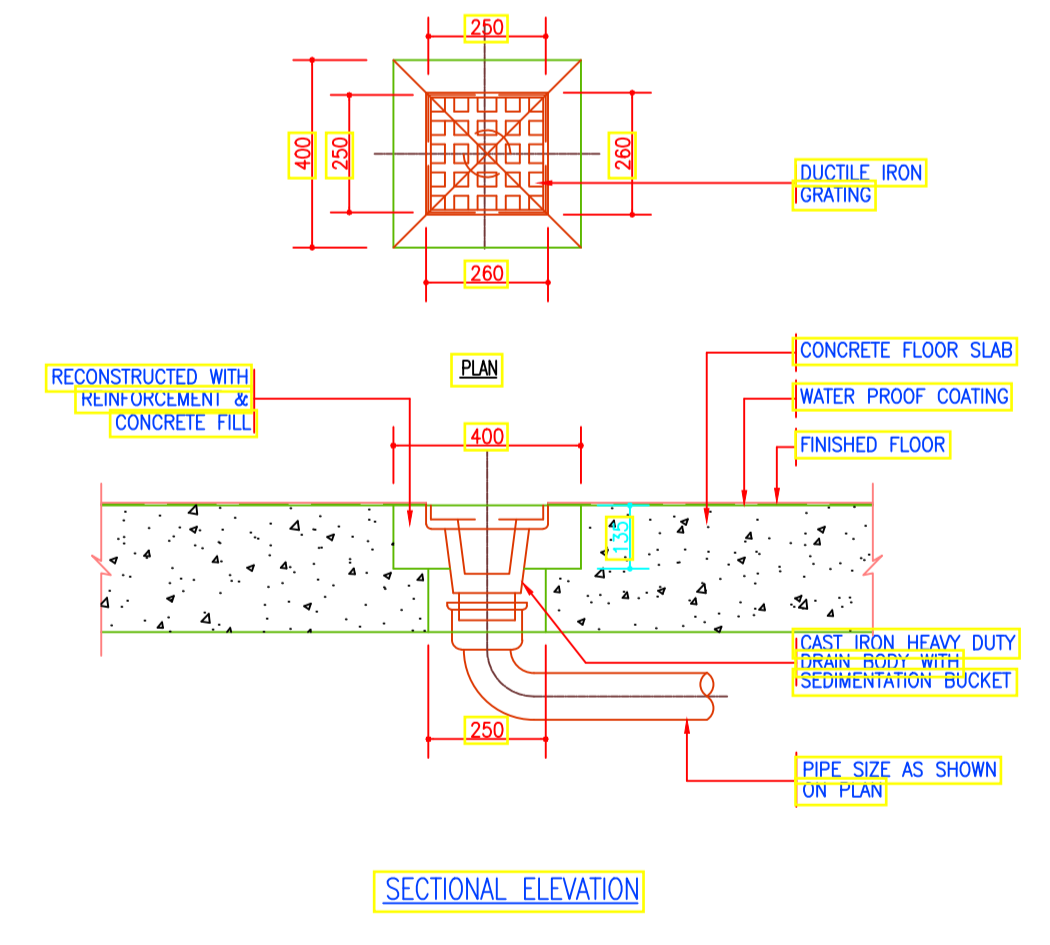 250
400
250
260
DUCTILE IRON
GRATING
260
PLAN
RECONSTRUCTED WITH
REINFORCEMENT &
CONCRETE FILL
CONCRETE FLOOR SLAB
WATER PROOF COATING
FINISHED FLOOR
400
135
CAST IRON HEAVY DUTY
DRAIN BODY WITH
SEDIMENTATION BUCKET
250
PIPE SIZE AS SHOWN
ON PLAN
SECTIONAL ELEVATION